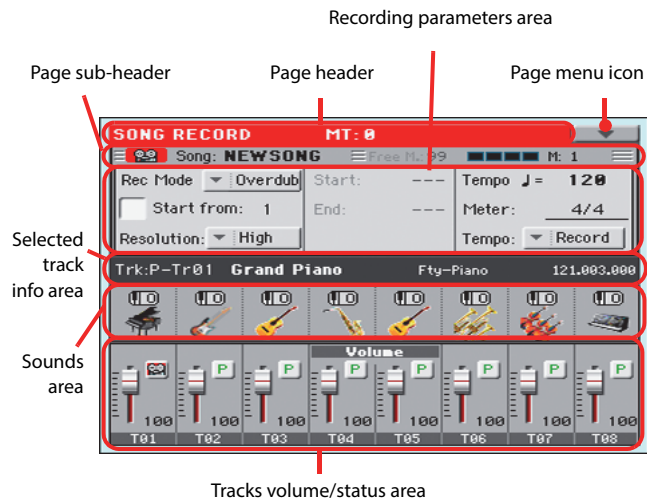 Recording parameters area
Page sub-header
Page header
Page menu icon
SONG RECORD MT: 0
Song: NEWSONG Free M.: 99 M: 1
Rec Mode Overdub Start: --- Tempo ♩= 120
Start from: 1 End: --- Meter: 4/4
Resolution: High Tempo: Record
Selected
track
info area
Trk:P-Tr01 Grand Piano Fty-Piano 121.003.000
Sounds
area
Volume
P P P P P P P
100 100 100 100 100 100 100 100
T01 T02 T03 T04 T05 T06 T07 T08
Tracks volume/status area